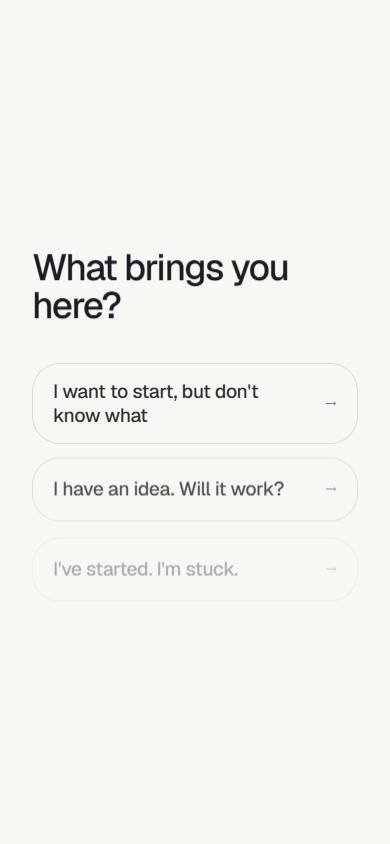 What brings you
here?
I want to start, but don't
know what
→
I have an idea. Will it work?
→
I've started. I'm stuck.
→